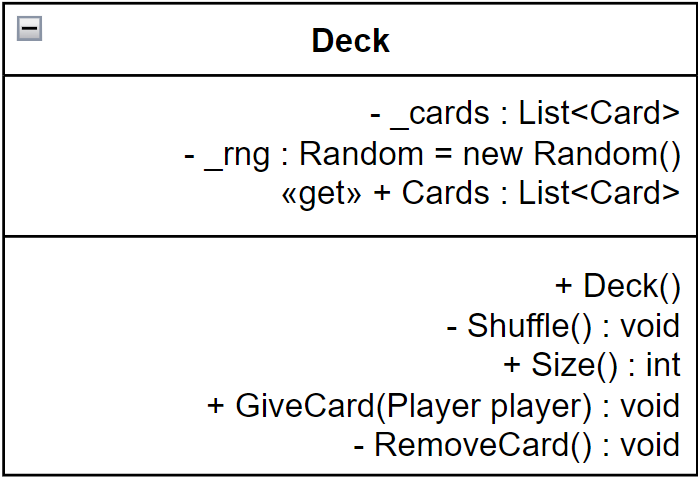 Deck
- _cards : List<Card>
- _rng : Random = new Random()
«get» + Cards : List<Card>
+ Deck()
- Shuffle() : void
+ Size() : int
+ GiveCard(Player player) : void
- RemoveCard() : void